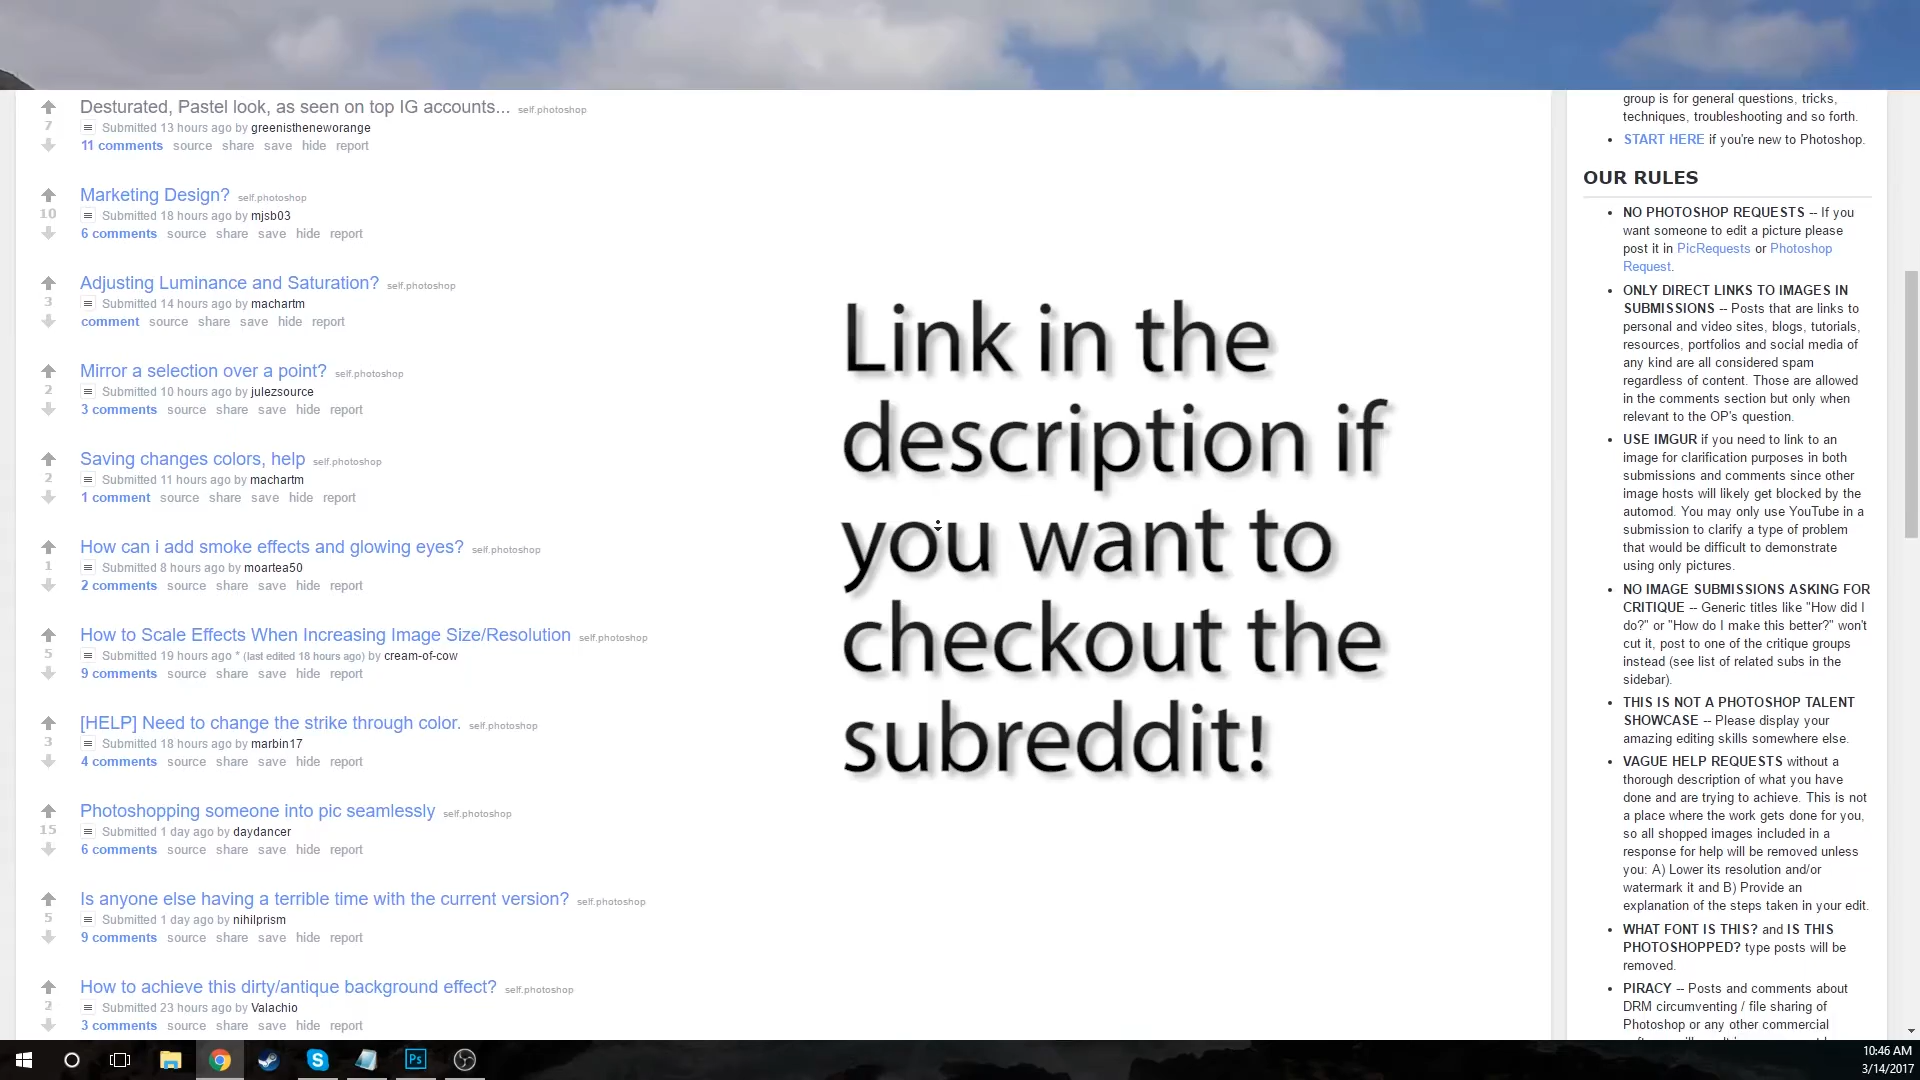 Desturated, Pastel look, as seen on top IG accounts... self.photoshop
7
Submitted 13 hours ago by greenistheneworange
11 comments source share save hide report
Marketing Design? self.photoshop
10
Submitted 18 hours ago by mjsb03
6 comments source share save hide report
Adjusting Luminance and Saturation? self.photoshop
3
Submitted 14 hours ago by machartm
comment source share save hide report
Mirror a selection over a point? self.photoshop
2
Submitted 10 hours ago by julezsource
3 comments source share save hide report
Saving changes colors, help self.photoshop
2
Submitted 11 hours ago by machartm
1 comment source share save hide report
How can i add smoke effects and glowing eyes? self.photoshop
1
Submitted 8 hours ago by moartea50
2 comments source share save hide report
How to Scale Effects When Increasing Image Size/Resolution self.photoshop
5
Submitted 19 hours ago * (last edited 18 hours ago) by cream-of-cow
9 comments source share save hide report
[HELP] Need to change the strike through color. self.photoshop
3
Submitted 18 hours ago by marbin17
4 comments source share save hide report
Photoshopping someone into pic seamlessly self.photoshop
15
Submitted 1 day ago by daydancer
6 comments source share save hide report
Is anyone else having a terrible time with the current version? self.photoshop
5
Submitted 1 day ago by nihilprism
9 comments source share save hide report
How to achieve this dirty/antique background effect? self.photoshop
2
Submitted 23 hours ago by Valachio
3 comments source share save hide report
Link in the
description if
you want to
checkout the
subreddit!
group is for general questions, tricks,
techniques, troubleshooting and so forth.
START HERE if you're new to Photoshop.
OUR RULES
NO PHOTOSHOP REQUESTS -- If you
want someone to edit a picture please
post it in PicRequests or Photoshop
Request.
ONLY DIRECT LINKS TO IMAGES IN
SUBMISSIONS -- Posts that are links to
personal and video sites, blogs, tutorials,
resources, portfolios and social media of
any kind are all considered spam
regardless of content. Those are allowed
in the comments section but only when
relevant to the OP's question.
USE IMGUR if you need to link to an
image for clarification purposes in both
submissions and comments since other
image hosts will likely get blocked by the
automod. You may only use YouTube in a
submission to clarify a type of problem
that would be difficult to demonstrate
using only pictures.
NO IMAGE SUBMISSIONS ASKING FOR
CRITIQUE -- Generic titles like "How did I
do?" or "How do I make this better?" won't
cut it, post to one of the critique groups
instead (see list of related subs in the
sidebar).
THIS IS NOT A PHOTOSHOP TALENT
SHOWCASE -- Please display your
amazing editing skills somewhere else.
VAGUE HELP REQUESTS without a
thorough description of what you have
done and are trying to achieve. This is not
a place where the work gets done for you,
so all shopped images included in a
response for help will be removed unless
you: A) Lower its resolution and/or
watermark it and B) Provide an
explanation of the steps taken in your edit.
WHAT FONT IS THIS? and IS THIS
PHOTOSHOPPED? type posts will be
removed.
PIRACY -- Posts and comments about
DRM circumventing / file sharing of
Photoshop or any other commercial
Ps
10:46 AM
3/14/2017